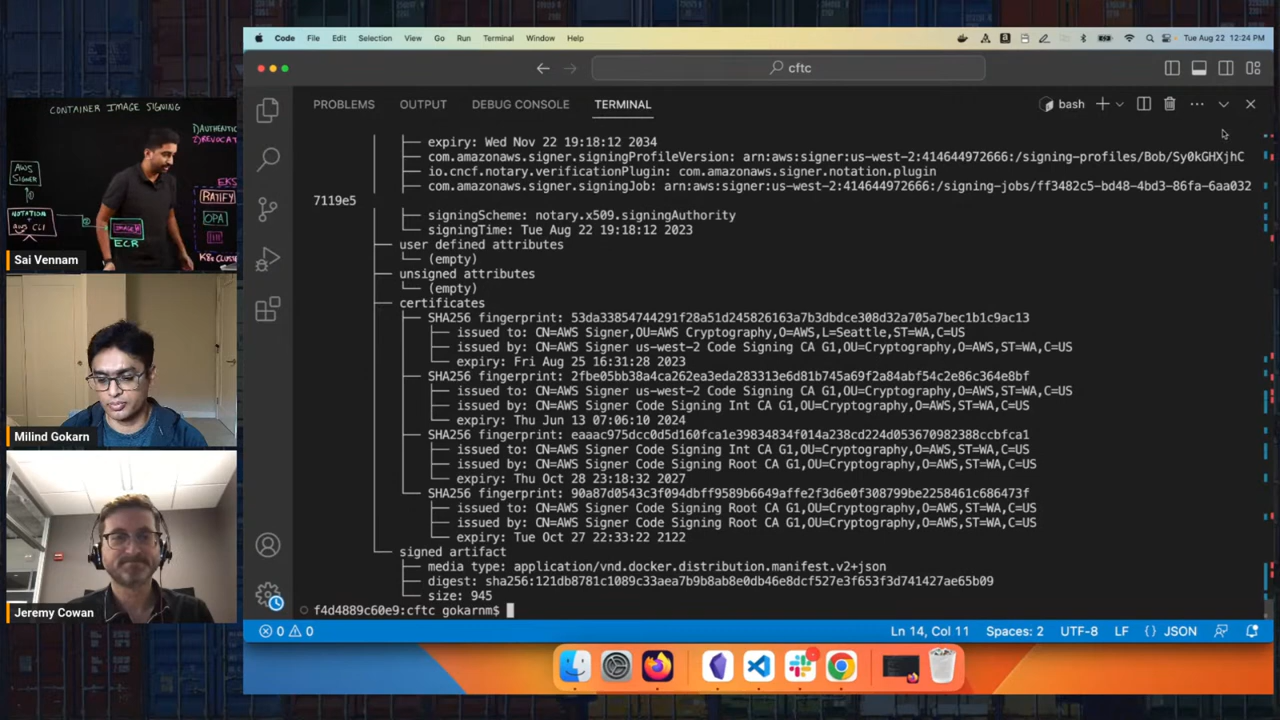 Code File Edit Selection View Go Run Terminal Window Help
Tue Aug 22 12:24 PM
cftc
PROBLEMS OUTPUT DEBUG CONSOLE TERMINAL
bash
expiry: Wed Nov 22 19:18:12 2034
com.amazonaws.signer.signingProfileVersion: arn:aws:signer:us-west-2:414644972666:/signing-profiles/Bob/Sy0kGHXjhC
io.cncf.notary.verificationPlugin: com.amazonaws.signer.notation.plugin
com.amazonaws.signer.signingJob: arn:aws:signer:us-west-2:414644972666:/signing-jobs/ff3482c5-bd48-4bd3-86fa-6aa032
7119e5
signingScheme: notary.x509.signingAuthority
signingTime: Tue Aug 22 19:18:12 2023
user defined attributes
(empty)
unsigned attributes
(empty)
certificates
SHA256 fingerprint: 53da33854744291f28a51d245826163a7b3dbdce308d32a705a7bec1b1c9ac13
issued to: CN=AWS Signer,OU=AWS Cryptography,O=AWS,L=Seattle,ST=WA,C=US
issued by: CN=AWS Signer us-west-2 Code Signing CA G1,OU=Cryptography,O=AWS,ST=WA,C=US
expiry: Fri Aug 25 16:31:28 2023
SHA256 fingerprint: 2fbe05bb38a4ca262ea3eda283313e6d81b745a69f2a84abf54c2e86c364e8bf
issued to: CN=AWS Signer us-west-2 Code Signing CA G1,OU=Cryptography,O=AWS,ST=WA,C=US
issued by: CN=AWS Signer Code Signing Int CA G1,OU=Cryptography,O=AWS,ST=WA,C=US
expiry: Thu Jun 13 07:06:10 2024
SHA256 fingerprint: eaaac975dcc0d5d160fca1e39834834f014a238cd224d053670982388ccbfca1
issued to: CN=AWS Signer Code Signing Int CA G1,OU=Cryptography,O=AWS,ST=WA,C=US
issued by: CN=AWS Signer Code Signing Root CA G1,OU=Cryptography,O=AWS,ST=WA,C=US
expiry: Thu Oct 28 23:18:32 2027
SHA256 fingerprint: 90a87d0543c3f094dbff9589b6649affe2f3d6e0f308799be2258461c686473f
issued to: CN=AWS Signer Code Signing Root CA G1,OU=Cryptography,O=AWS,ST=WA,C=US
issued by: CN=AWS Signer Code Signing Root CA G1,OU=Cryptography,O=AWS,ST=WA,C=US
expiry: Tue Oct 27 22:33:22 2122
signed artifact
media type: application/vnd.docker.distribution.manifest.v2+json
digest: sha256:121db8781c1089c33aea7b9b8ab8e0db46e8dcf527e3f653f3d741427ae65b09
size: 945
f4d4889c60e9:cftc gokarnm$
0 0 Ln 14, Col 11 Spaces: 2 UTF-8 LF {} JSON
CONTAINER IMAGE SIGNING
AWS
SIGNER
NOTATION
+
AWS CLI
ECR
EKS
RATIFY
OPA
Sai Vennam
Milind Gokarn
Jeremy Cowan